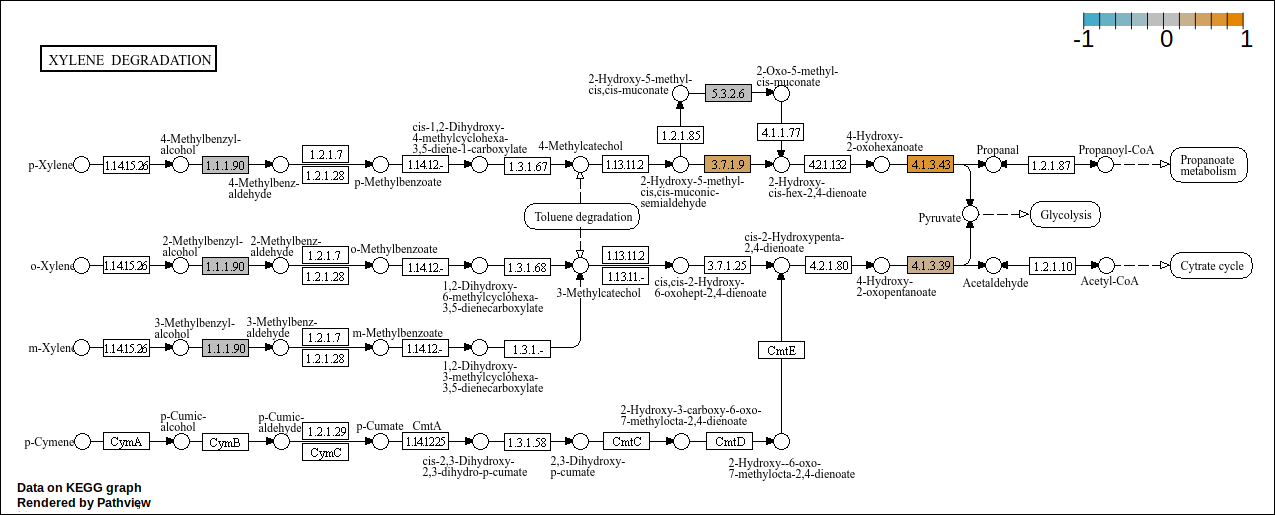 -1 0 1
XYLENE DEGRADATION
2-Hydroxy-5-methyl-
cis,cis-muconate
5.3.2.6
2-Oxo-5-methyl-
cis-muconate
1.2.1.85
4.1.1.77
p-Xylene
1.14.15.26
4-Methylbenzyl-
alcohol
1.1.1.90
4-Methylbenz-
aldehyde
1.2.1.7
1.2.1.28
p-Methylbenzoate
1.14.12.-
cis-1,2-Dihydroxy-
4-methylcyclohexa-
3,5-diene-1-carboxylate
1.3.1.67
4-Methylcatechol
1.13.11.2
2-Hydroxy-5-methyl-
cis,cis-muconic-
semialdehyde
3.7.1.9
2-Hydroxy-
cis-hex-2,4-dienoate
4.2.1.132
4-Hydroxy-
2-oxohexanoate
4.1.3.43
Propanal
1.2.1.87
Propanoyl-CoA
Propanoate
metabolism
Toluene degradation
Pyruvate
Glycolysis
o-Xylene
1.14.15.26
2-Methylbenzyl-
alcohol
1.1.1.90
2-Methylbenz-
aldehyde
1.2.1.7
1.2.1.28
o-Methylbenzoate
1.14.12.-
1,2-Dihydroxy-
6-methylcyclohexa-
3,5-dienecarboxylate
1.3.1.68
3-Methylcatechol
1.13.11.2
1.13.11.-
cis,cis-2-Hydroxy-
6-oxohept-2,4-dienoate
3.7.1.25
cis-2-Hydroxypenta-
2,4-dienoate
4.2.1.80
4-Hydroxy-
2-oxopentanoate
4.1.3.39
Acetaldehyde
1.2.1.10
Acetyl-CoA
Cytrate cycle
m-Xylene
1.14.15.26
3-Methylbenzyl-
alcohol
1.1.1.90
3-Methylbenz-
aldehyde
1.2.1.7
1.2.1.28
m-Methylbenzoate
1.14.12.-
1,2-Dihydroxy-
3-methylcyclohexa-
3,5-dienecarboxylate
1.3.1.-
CmtE
p-Cymene
CymA
p-Cumic-
alcohol
CymB
p-Cumic-
aldehyde
1.2.1.29
CymC
p-Cumate
CmtA
1.14.12.25
cis-2,3-Dihydroxy-
2,3-dihydro-p-cumate
1.3.1.58
2,3-Dihydroxy-
p-cumate
CmtC
2-Hydroxy-3-carboxy-6-oxo-
7-methylocta-2,4-dienoate
CmtD
2-Hydroxy--6-oxo-
7-methylocta-2,4-dienoate
Data on KEGG graph
Rendered by Pathview